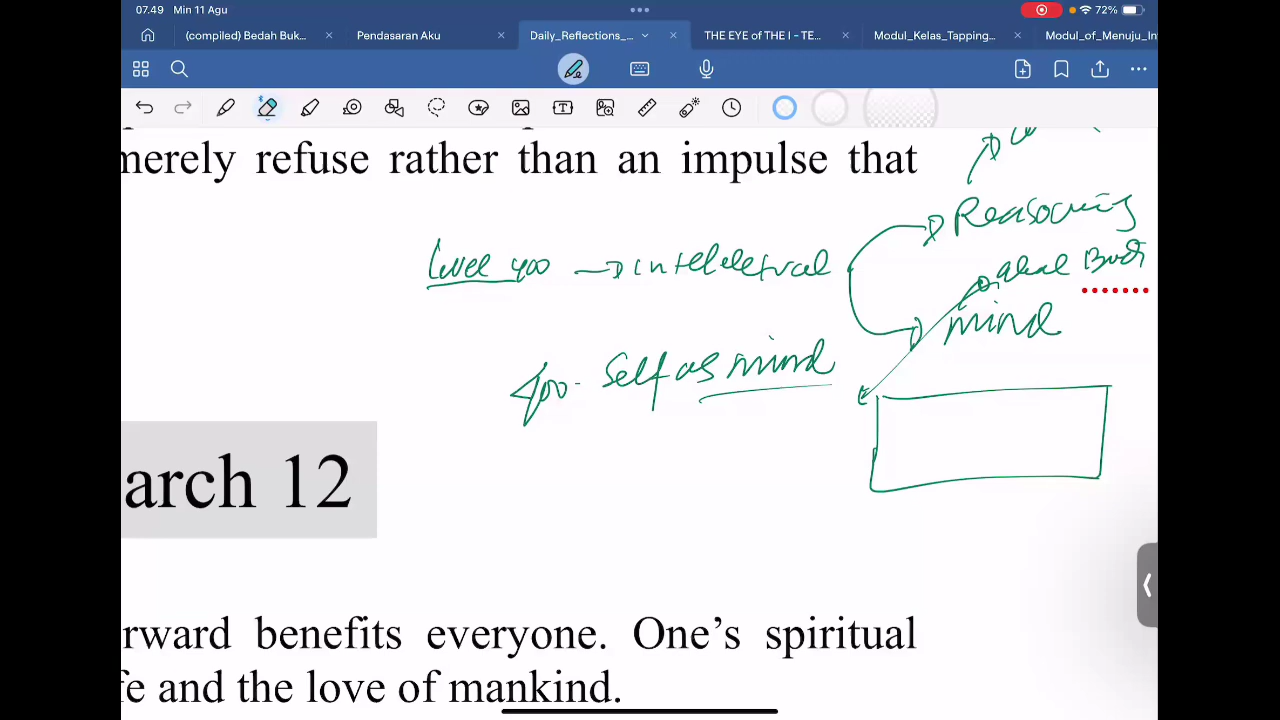 07.49 Min 11 Agu
72%
(compiled) Bedah Buk...
Pendasaran Aku
Daily_Reflections_...
THE EYE of THE I - TE...
Modul_Kelas_Tapping...
Modul_of_Menuju_In
merely refuse rather than an impulse that
Reasoning
Level 400 → intelektual
akal Budi
mind
400 - Self as mind
arch 12
rward benefits everyone. One’s spiritual
fe and the love of mankind.